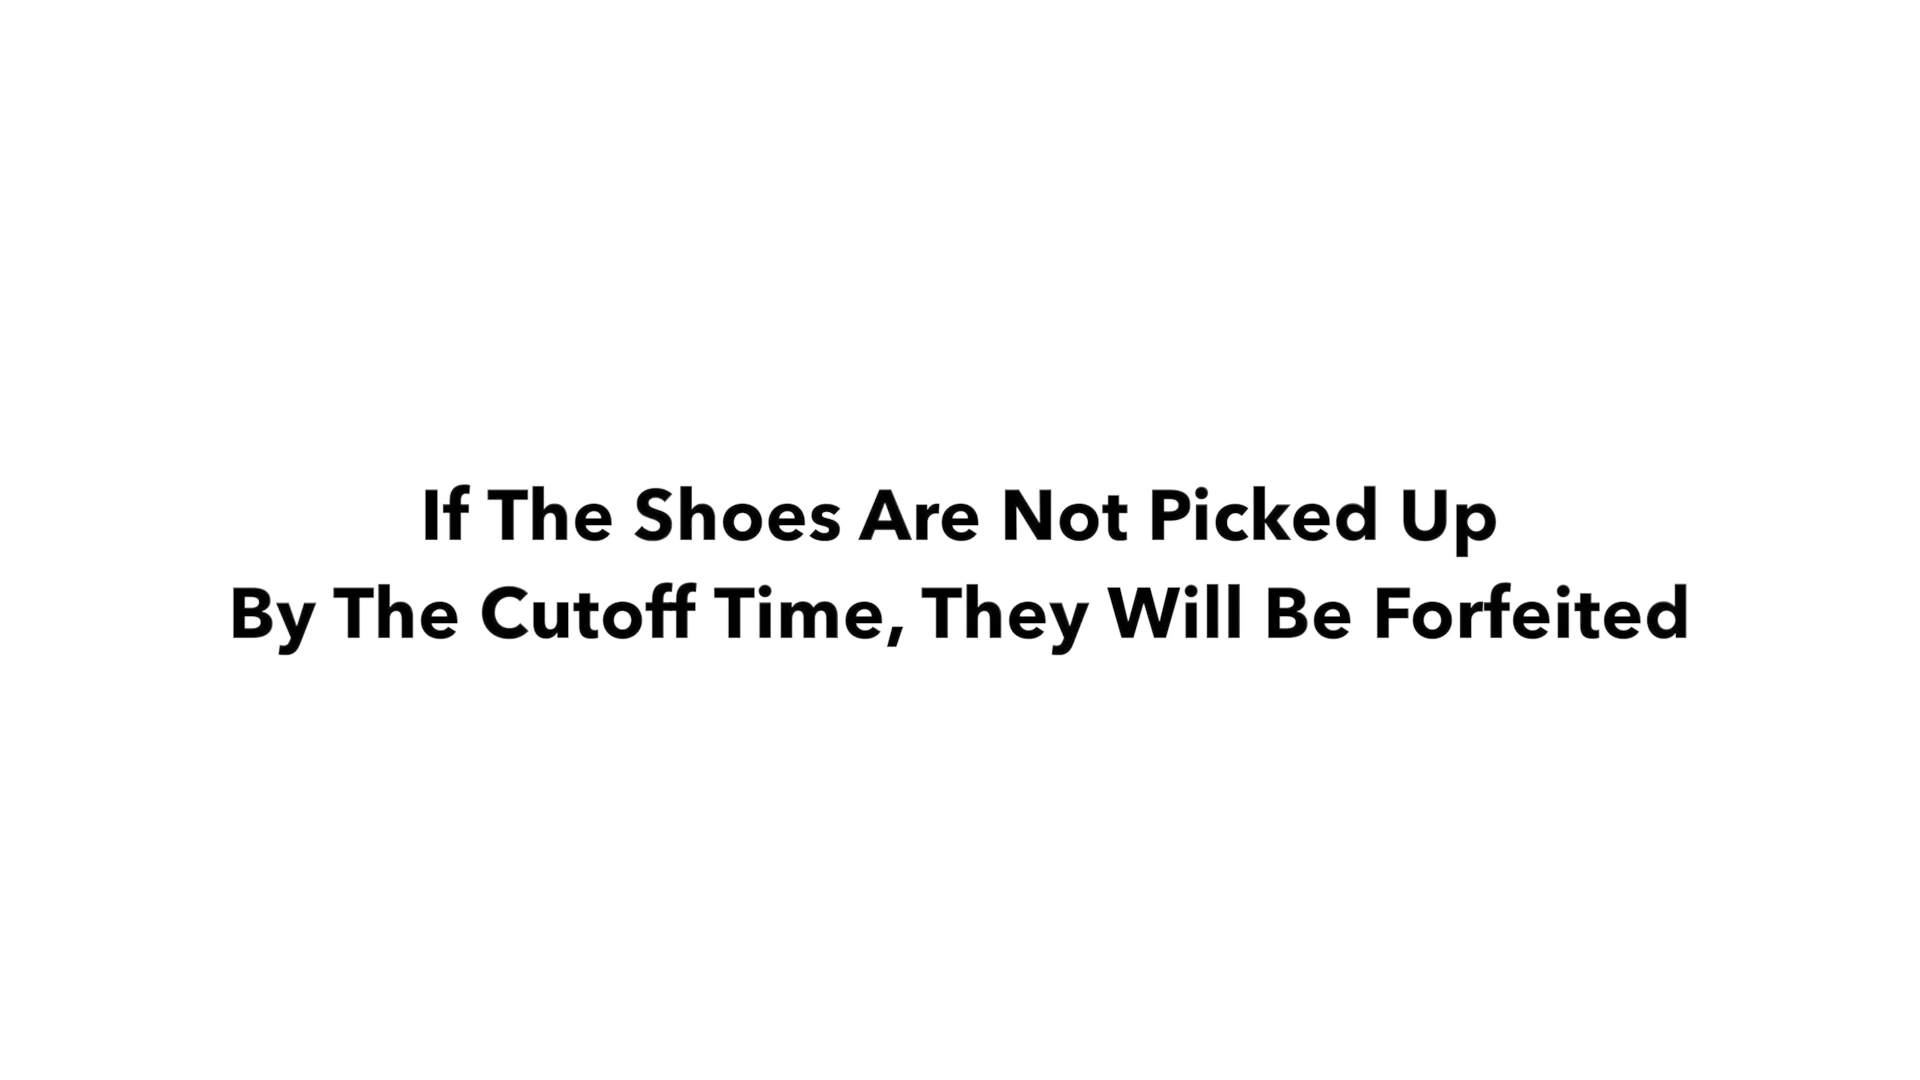 If The Shoes Are Not Picked Up
By The Cutoff Time, They Will Be Forfeited